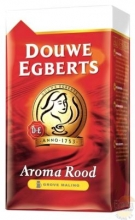 DOUWE
EGBERTS
D·E
ANNO·1753
Aroma Rood
GROVE MALING